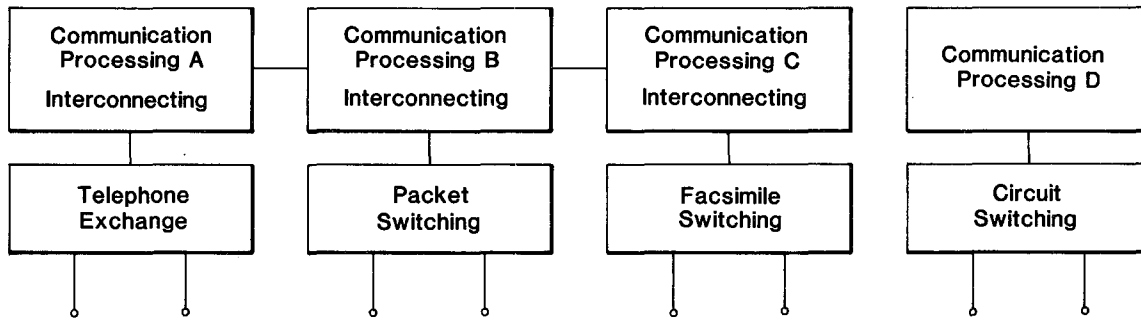 Communication
Processing A
Interconnecting
Communication
Processing B
Interconnecting
Communication
Processing C
Interconnecting
Communication
Processing D
Telephone
Exchange
Packet
Switching
Facsimile
Switching
Circuit
Switching